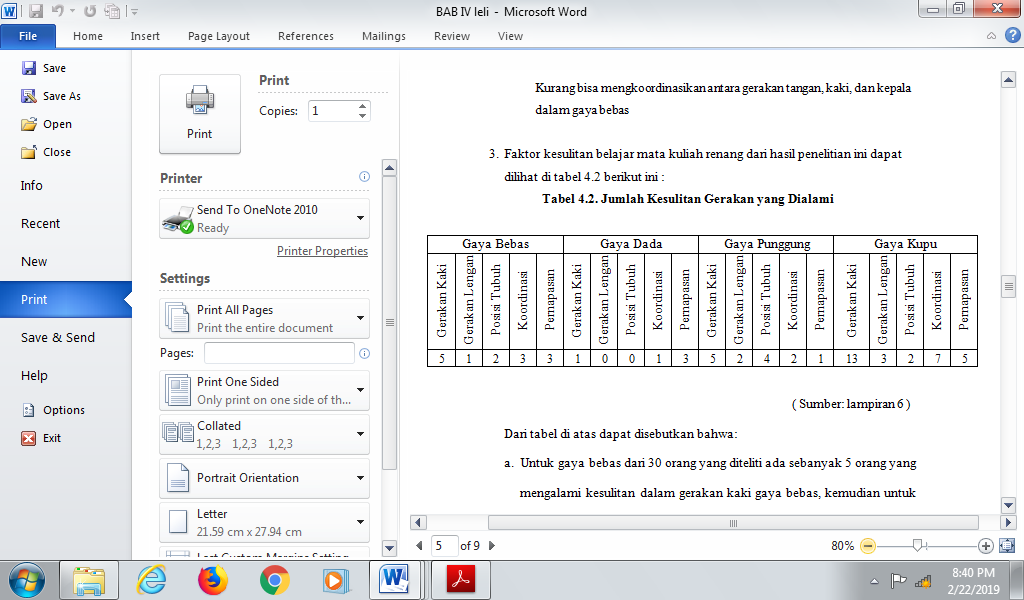 BAB IV leli - Microsoft Word
File Home Insert Page Layout References Mailings Review View
Save
Save As
Open
Close
Info
Recent
New
Print
Save & Send
Help
Options
Exit
Print
Print
Copies: 1
Printer
Send To OneNote 2010
Ready
Printer Properties
Settings
Print All Pages
Print the entire document
Pages:
Print One Sided
Only print on one side of th...
Collated
1,2,3 1,2,3 1,2,3
Portrait Orientation
Letter
21.59 cm x 27.94 cm
Last Custom Margins Setting
Kurang bisa mengkoordinasikan antara gerakan tangan, kaki, dan kepala
dalam gaya bebas
3. Faktor kesulitan belajar mata kuliah renang dari hasil penelitian ini dapat
dilihat di tabel 4.2 berikut ini :
Tabel 4.2. Jumlah Kesulitan Gerakan yang Dialami
Gaya Bebas Gaya Dada Gaya Punggung Gaya Kupu
Gerakan Kaki Gerakan Lengan Posisi Tubuh Koordinasi Pernapasan Gerakan Kaki Gerakan Lengan Posisi Tubuh Koordinasi Pernapasan Gerakan Kaki Gerakan Lengan Posisi Tubuh Koordinasi Pernapasan Gerakan Kaki Gerakan Lengan Posisi Tubuh Koordinasi Pernapasan
5 1 2 3 3 1 0 0 1 3 5 2 4 2 1 13 3 2 7 5
( Sumber: lampiran 6 )
Dari tabel di atas dapat disebutkan bahwa:
a. Untuk gaya bebas dari 30 orang yang diteliti ada sebanyak 5 orang yang
mengalami kesulitan dalam gerakan kaki gaya bebas, kemudian untuk
5 of 9
80%
8:40 PM
2/22/2019